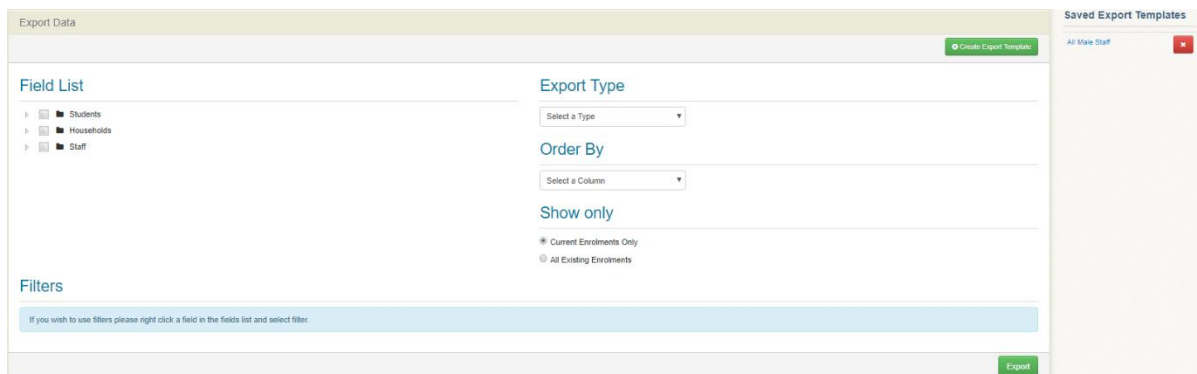 Export Data
Create Export Template
Field List
Students
Households
Staff
Export Type
Select a Type
Order By
Select a Column
Show only
Current Enrolments Only
All Existing Enrolments
Filters
If you wish to use filters please right click a field in the fields list and select filter.
Export
Saved Export Templates
All Male Staff